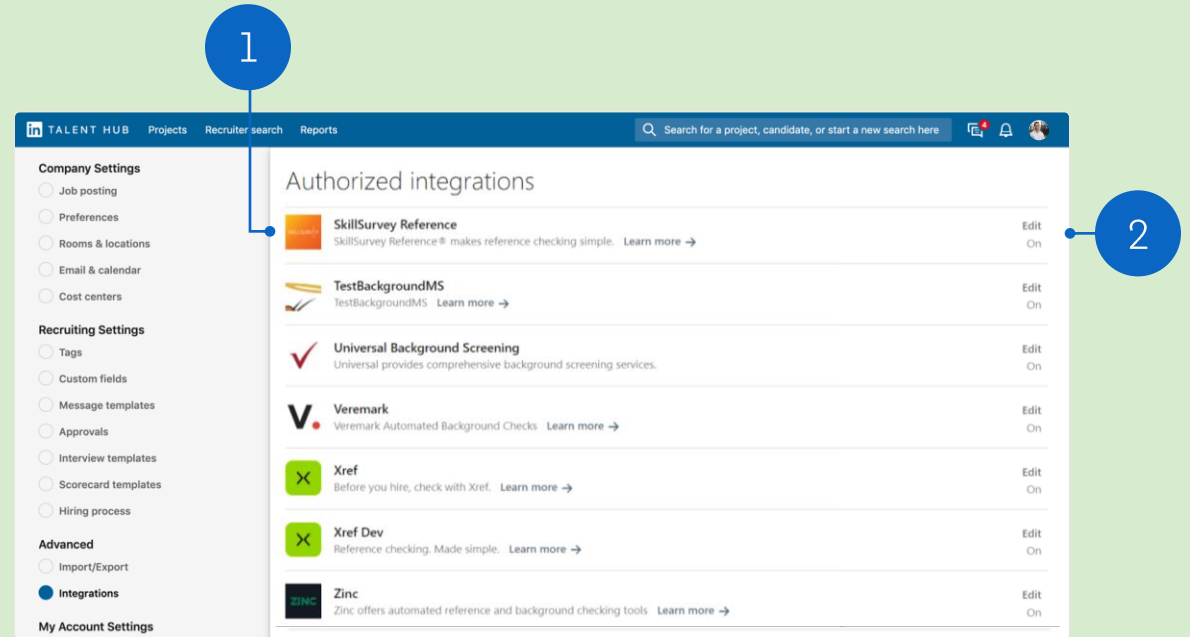 1
in TALENT HUB Projects Recruiter search Reports Search for a project, candidate, or start a new search here 4
Company Settings
Job posting
Preferences
Rooms & locations
Email & calendar
Cost centers
Recruiting Settings
Tags
Custom fields
Message templates
Approvals
Interview templates
Scorecard templates
Hiring process
Advanced
Import/Export
Integrations
My Account Settings
Authorized integrations
SkillSurvey Reference Edit
SkillSurvey Reference® makes reference checking simple. Learn more → On
2
TestBackgroundMS Edit
TestBackgroundMS Learn more → On
Universal Background Screening Edit
Universal provides comprehensive background screening services. On
V. Veremark Edit
Veremark Automated Background Checks Learn more → On
Xref Edit
Before you hire, check with Xref. Learn more → On
Xref Dev Edit
Reference checking. Made simple. Learn more → On
ZINC Zinc Edit
Zinc offers automated reference and background checking tools Learn more → On